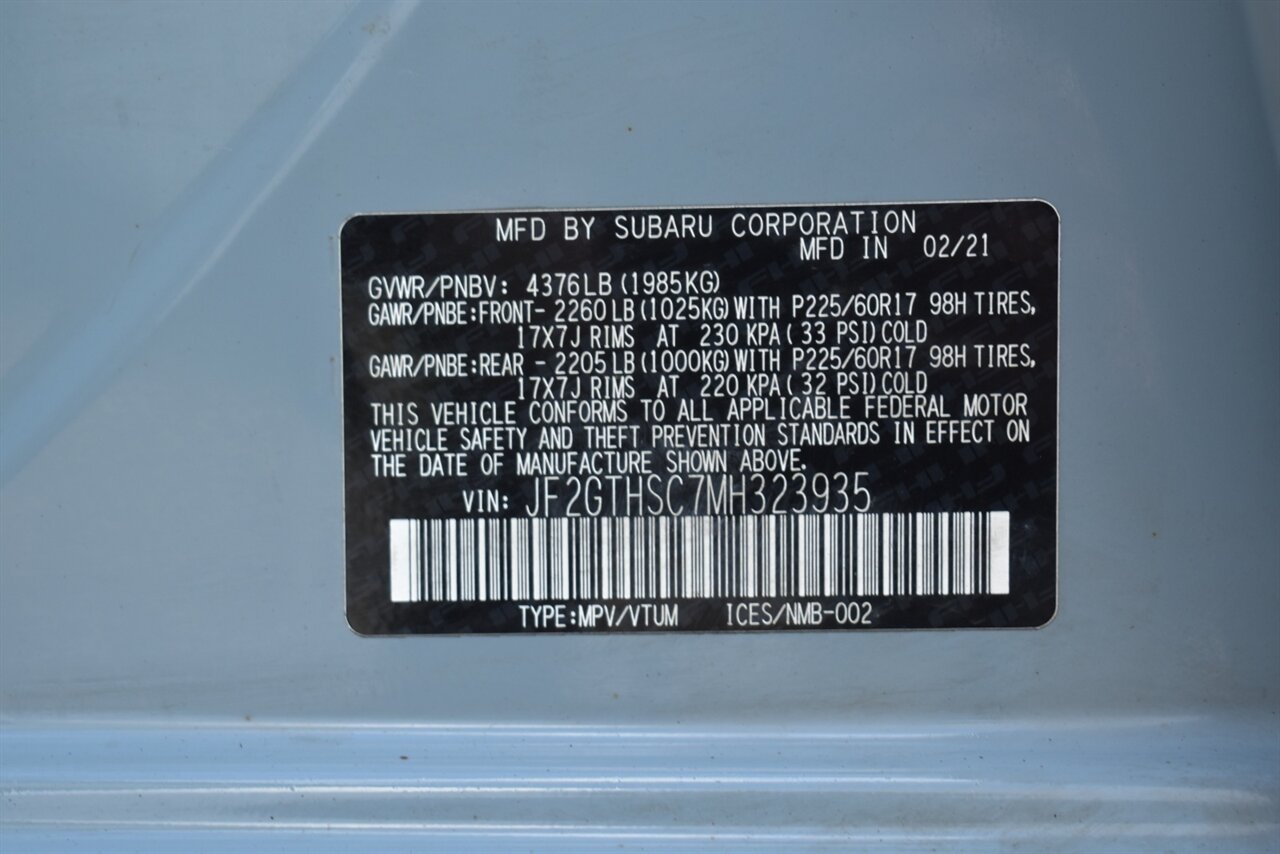 MFD BY SUBARU CORPORATION
MFD IN 02/21
GVWR/PNBV: 4376LB (1985KG)
GAWR/PNBE:FRONT- 2260 LB (1025KG) WITH P225/60R17 98H TIRES,
17X7J RIMS AT 230 KPA ( 33 PSI) COLD
GAWR/PNBE:REAR - 2205 LB (1000KG) WITH P225/60R17 98H TIRES,
17X7J RIMS AT 220 KPA ( 32 PSI) COLD
THIS VEHICLE CONFORMS TO ALL APPLICABLE FEDERAL MOTOR
VEHICLE SAFETY AND THEFT PREVENTION STANDARDS IN EFFECT ON
THE DATE OF MANUFACTURE SHOWN ABOVE.
VIN: JF2GTHSC7MH323935
TYPE:MPV/VTUM ICES/NMB-002